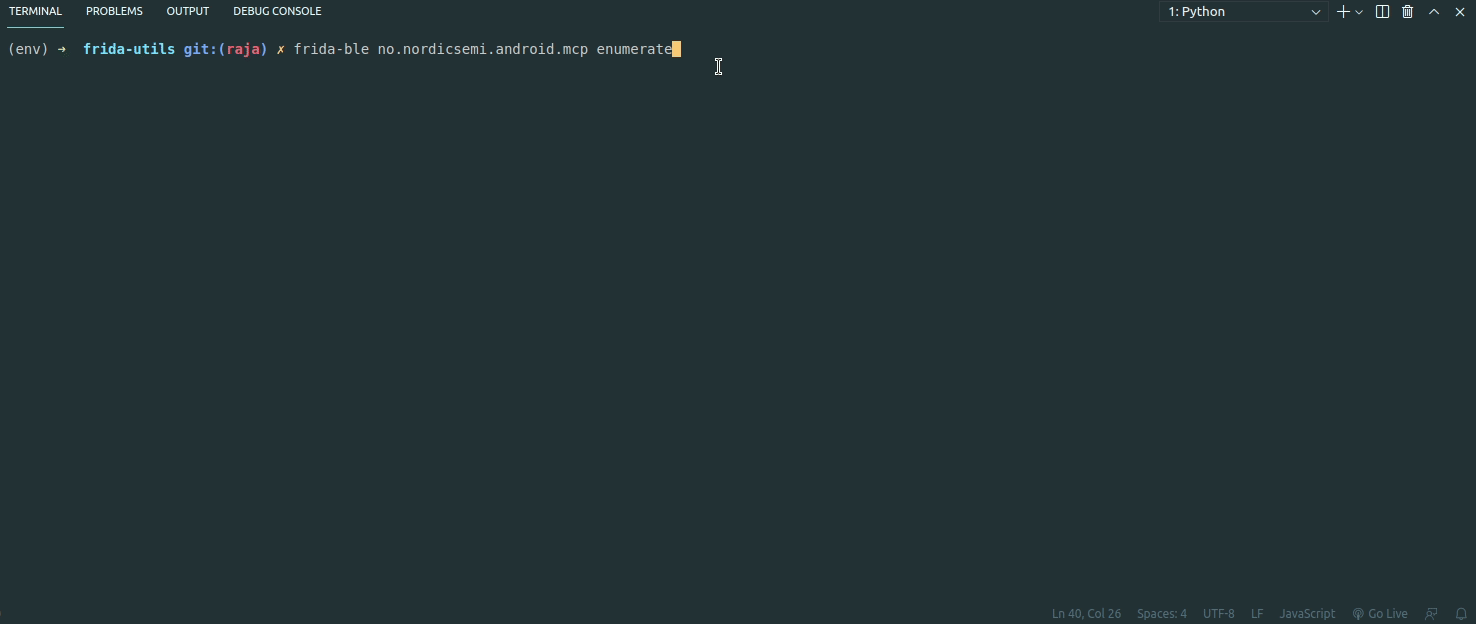 TERMINAL PROBLEMS OUTPUT DEBUG CONSOLE 1: Python
(env) ➜ frida-utils git:(raja) ✗ frida-ble no.nordicsemi.android.mcp enumerate
Ln 40, Col 26 Spaces: 4 UTF-8 LF JavaScript Go Live